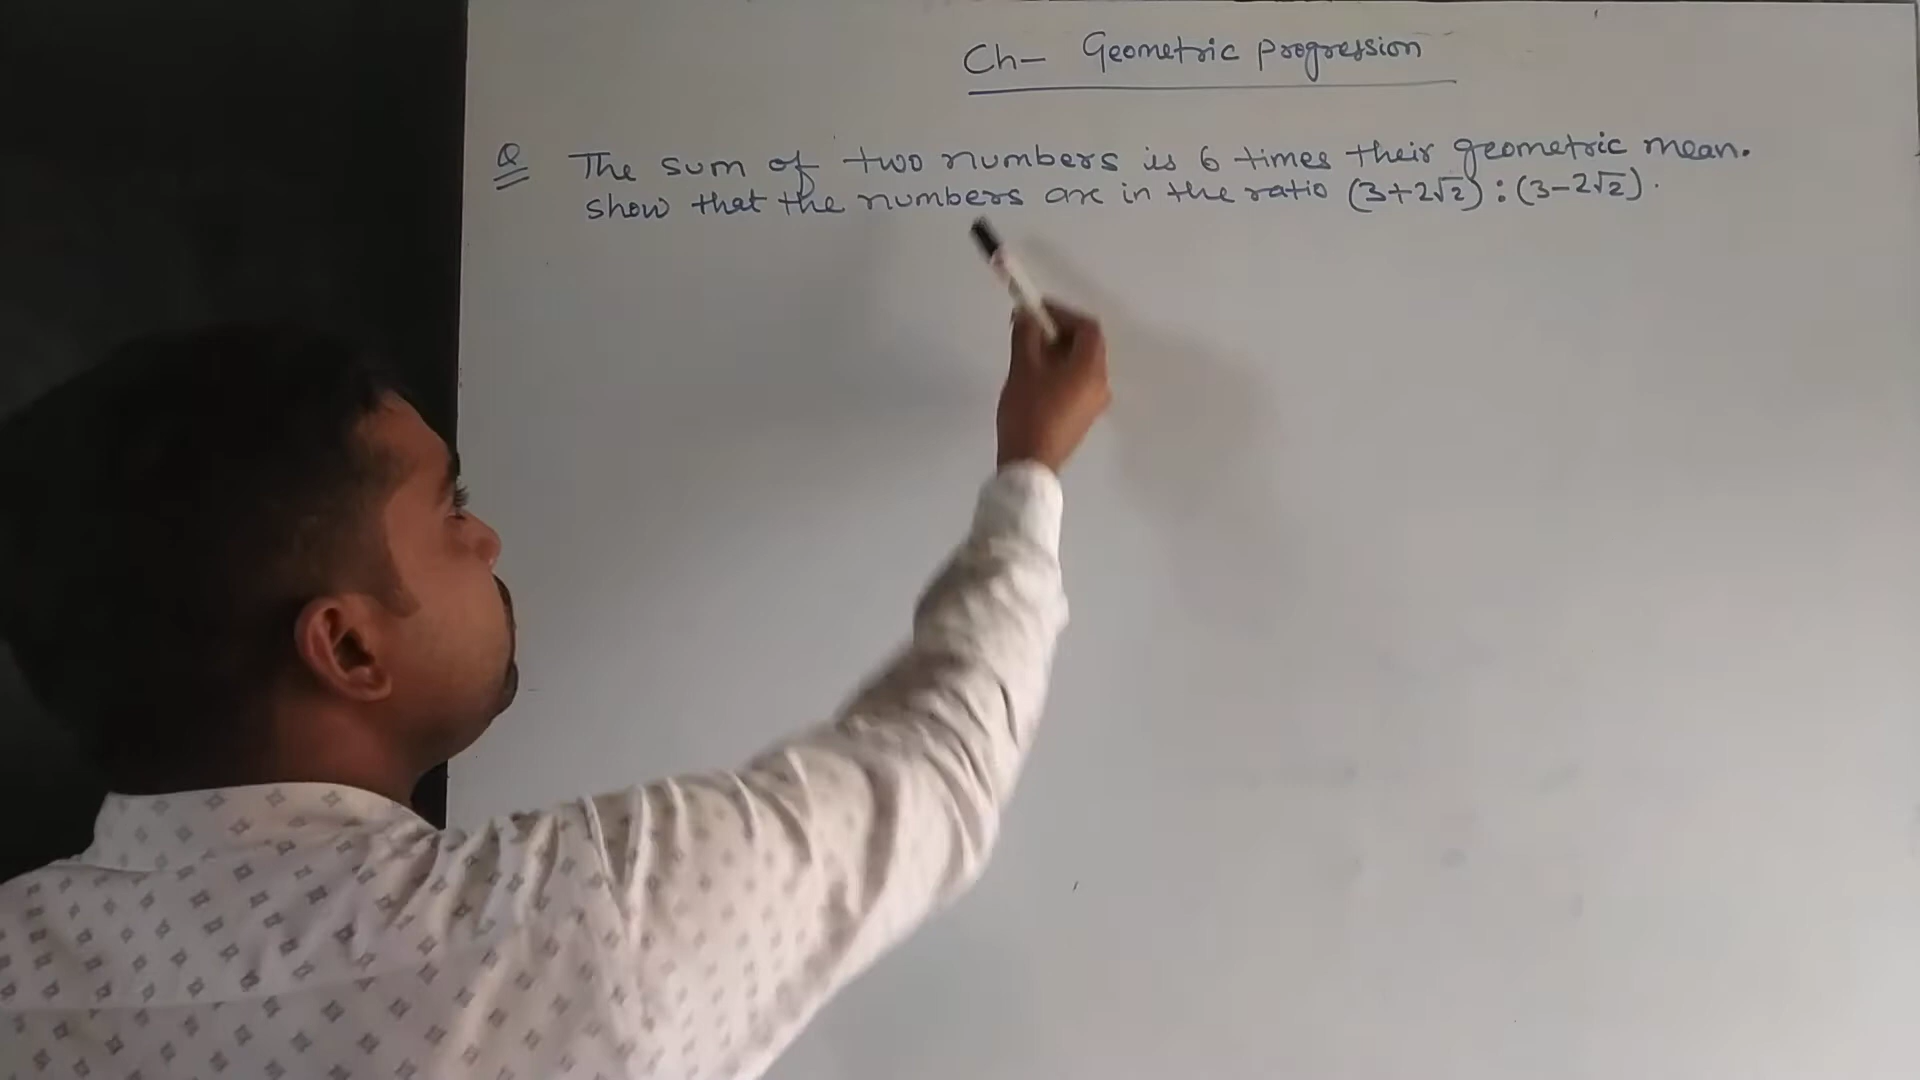 Ch- Geometric progression
Q The sum of two numbers is 6 times their geometric mean.
show that the numbers are in the ratio (3+2√2) : (3-2√2).